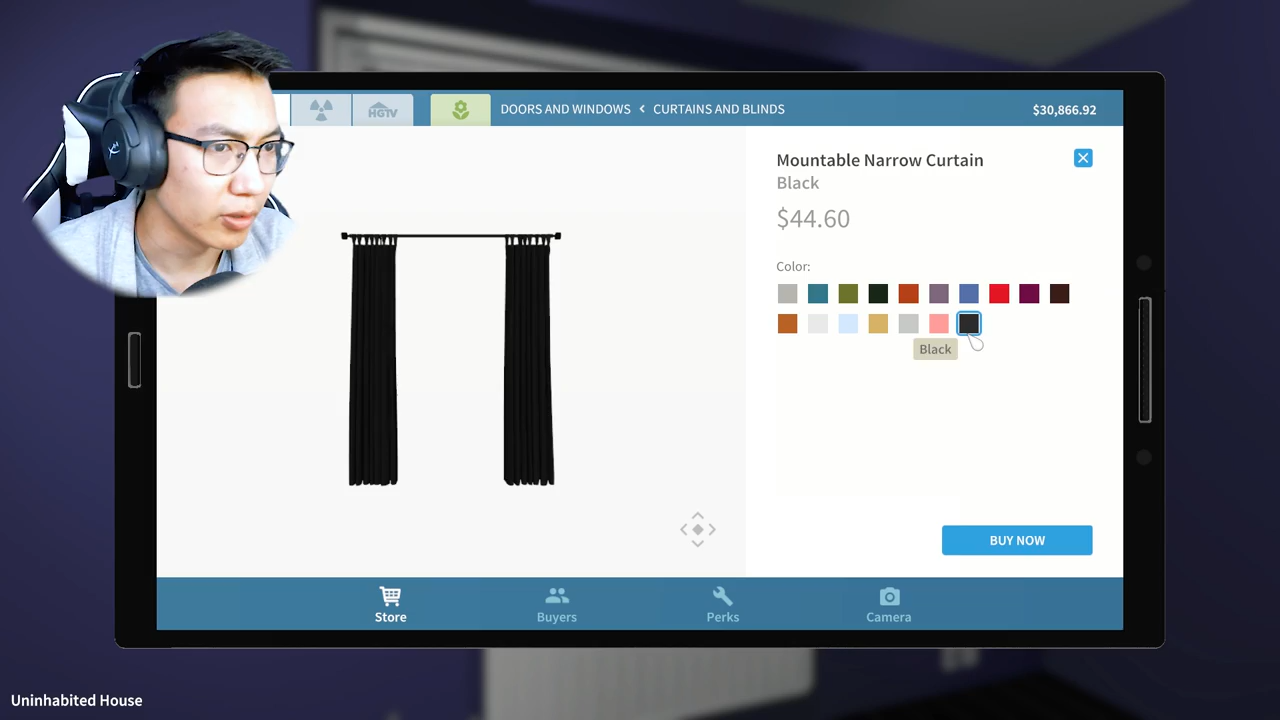 HGTV
DOORS AND WINDOWS < CURTAINS AND BLINDS
$30,866.92
Mountable Narrow Curtain
Black
$44.60
Color:
Black
BUY NOW
Store
Buyers
Perks
Camera
Uninhabited House